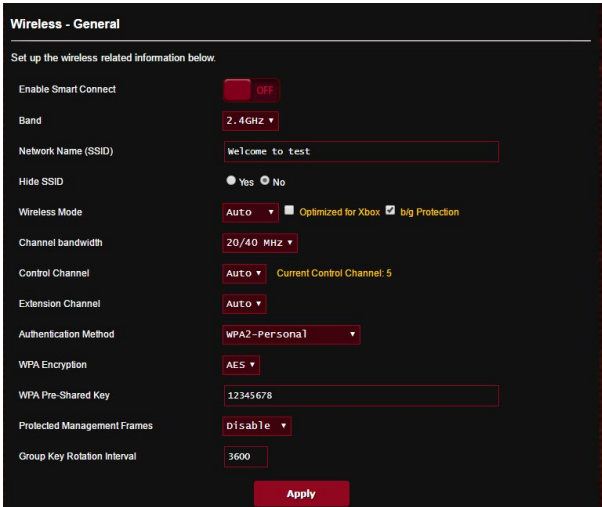 Wireless - General
Set up the wireless related information below.
Enable Smart Connect OFF
Band 2.4GHz
Network Name (SSID) Welcome to test
Hide SSID Yes No
Wireless Mode Auto Optimized for Xbox b/g Protection
Channel bandwidth 20/40 MHz
Control Channel Auto Current Control Channel: 5
Extension Channel Auto
Authentication Method WPA2-Personal
WPA Encryption AES
WPA Pre-Shared Key 12345678
Protected Management Frames Disable
Group Key Rotation Interval 3600
Apply